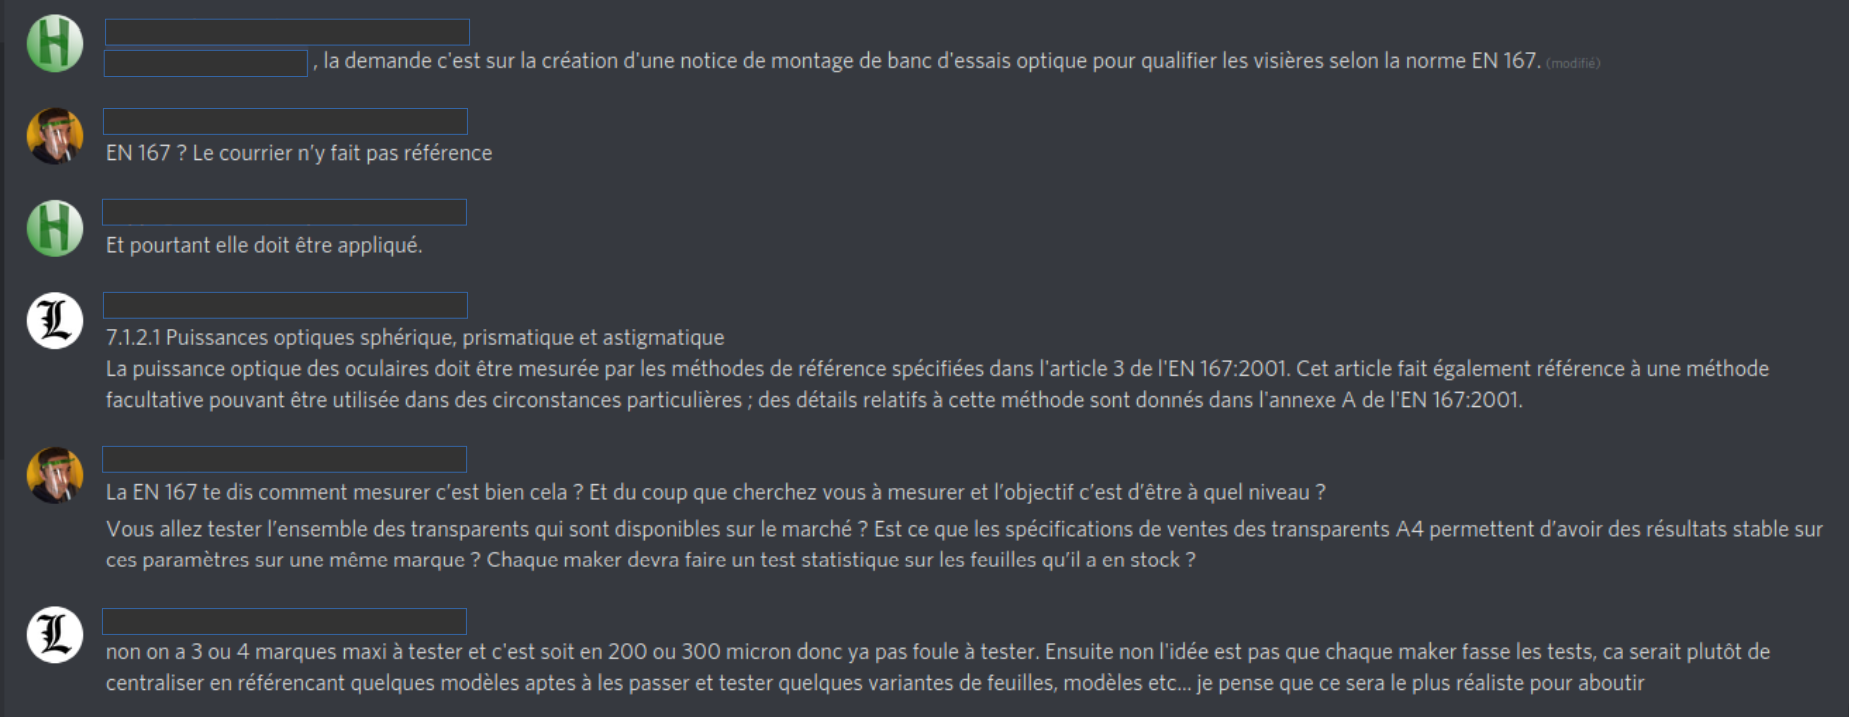 , la demande c'est sur la création d'une notice de montage de banc d'essais optique pour qualifier les visières selon la norme EN 167. (modifié)
EN 167 ? Le courrier n'y fait pas référence
Et pourtant elle doit être appliqué.
7.1.2.1 Puissances optiques sphérique, prismatique et astigmatique
La puissance optique des oculaires doit être mesurée par les méthodes de référence spécifiées dans l'article 3 de l'EN 167:2001. Cet article fait également référence à une méthode
facultative pouvant être utilisée dans des circonstances particulières ; des détails relatifs à cette méthode sont donnés dans l'annexe A de l'EN 167:2001.
La EN 167 te dis comment mesurer c'est bien cela ? Et du coup que cherchez vous à mesurer et l'objectif c'est d'être à quel niveau ?
Vous allez tester l'ensemble des transparents qui sont disponibles sur le marché ? Est ce que les spécifications de ventes des transparents A4 permettent d'avoir des résultats stable sur
ces paramètres sur une même marque ? Chaque maker devra faire un test statistique sur les feuilles qu'il a en stock ?
non on a 3 ou 4 marques maxi à tester et c'est soit en 200 ou 300 micron donc ya pas foule à tester. Ensuite non l'idée est pas que chaque maker fasse les tests, ca serait plutôt de
centraliser en référencant quelques modèles aptes à les passer et tester quelques variantes de feuilles, modèles etc... je pense que ce sera le plus réaliste pour aboutir